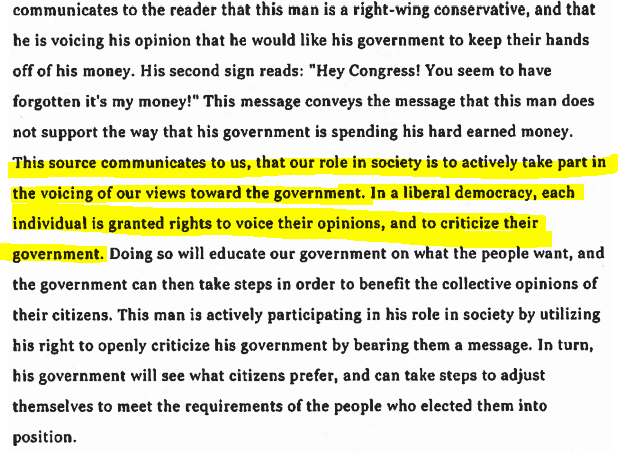 communicates to the reader that this man is a right-wing conservative, and that
he is voicing his opinion that he would like his government to keep their hands
off of his money. His second sign reads: "Hey Congress! You seem to have
forgotten it's my money!" This message conveys the message that this man does
not support the way that his government is spending his hard earned money.
This source communicates to us, that our role in society is to actively take part in
the voicing of our views toward the government. In a liberal democracy, each
individual is granted rights to voice their opinions, and to criticize their
government. Doing so will educate our government on what the people want, and
the government can then take steps in order to benefit the collective opinions of
their citizens. This man is actively participating in his role in society by utilizing
his right to openly criticize his government by bearing them a message. In turn,
his government will see what citizens prefer, and can take steps to adjust
themselves to meet the requirements of the people who elected them into
position.